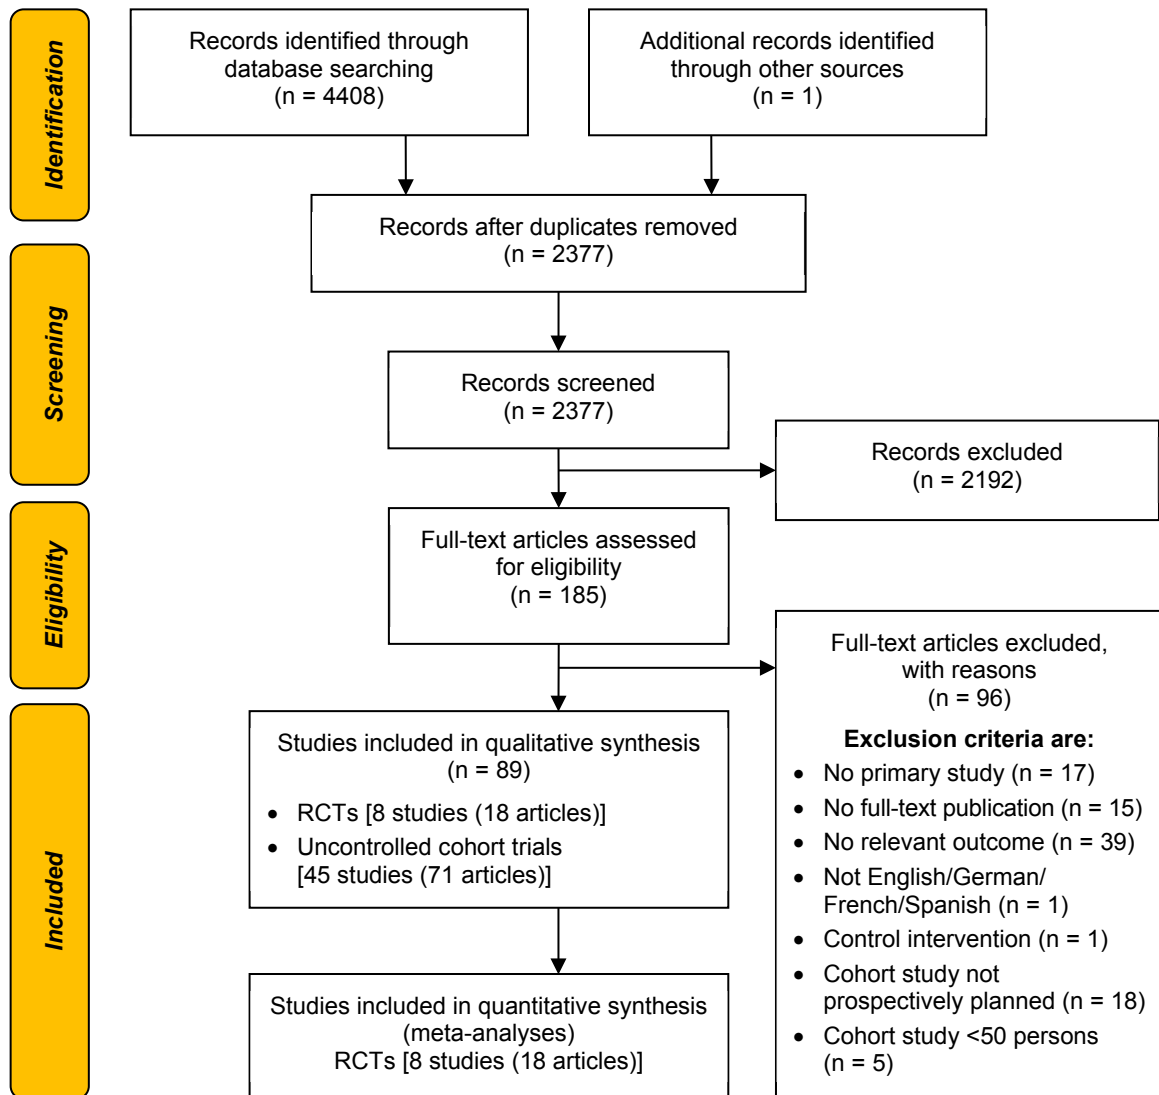 Identification
Records identified through
database searching
(n = 4408)
Additional records identified
through other sources
(n = 1)
Records after duplicates removed
(n = 2377)
Screening
Records screened
(n = 2377)
Records excluded
(n = 2192)
Eligibility
Full-text articles assessed
for eligibility
(n = 185)
Full-text articles excluded,
with reasons
(n = 96)
Exclusion criteria are:
• No primary study (n = 17)
• No full-text publication (n = 15)
• No relevant outcome (n = 39)
• Not English/German/
French/Spanish (n = 1)
• Control intervention (n = 1)
• Cohort study not
prospectively planned (n = 18)
• Cohort study <50 persons
(n = 5)
Included
Studies included in qualitative synthesis
(n = 89)
• RCTs [8 studies (18 articles)]
• Uncontrolled cohort trials
[45 studies (71 articles)]
Studies included in quantitative synthesis
(meta-analyses)
RCTs [8 studies (18 articles)]